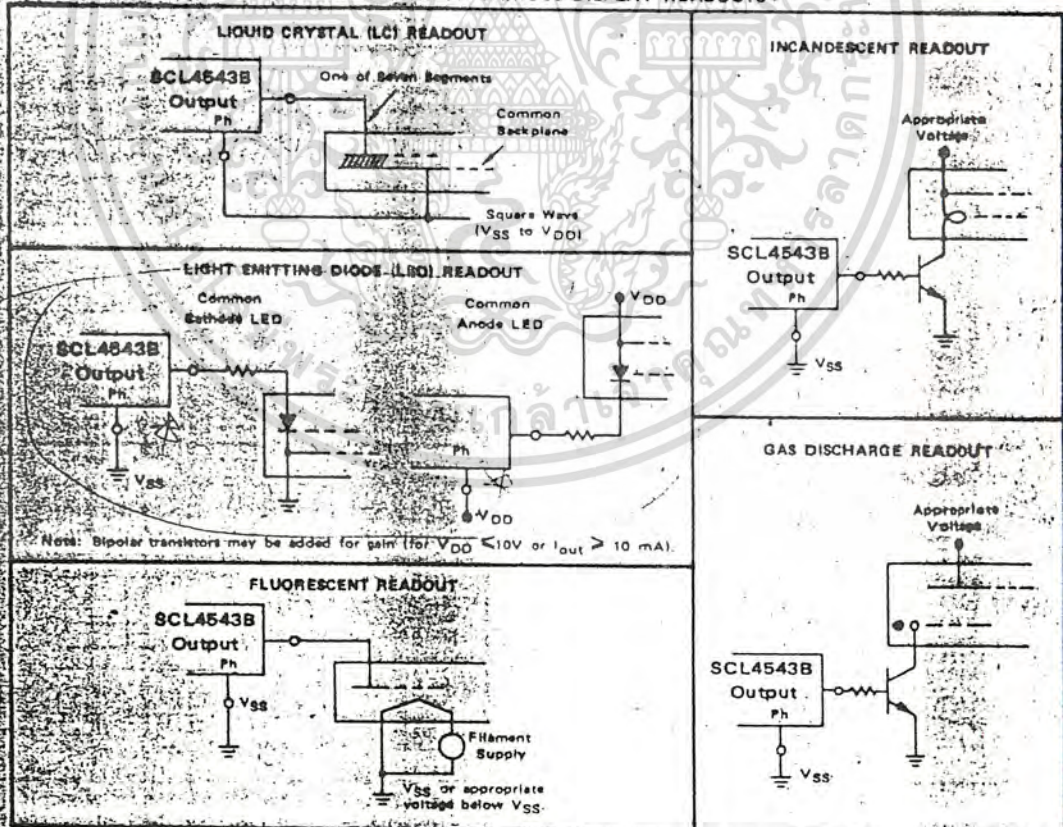 DISPLAY READOUTS
LIQUID CRYSTAL (LC) READOUT
SCL4543B
Output
Ph
One of Seven Segments
Common
Backplane
Square Wave
(VSS to VDD)
LIGHT EMITTING DIODE (LED) READOUT
Common
Cathode LED
SCL4543B
Output
Ph
VSS
Common
Anode LED
VDD
Ph
VDD
Note: Bipolar transistors may be added for gain (for VDD ≤ 10V or Iout ≥ 10 mA).
FLUORESCENT READOUT
SCL4543B
Output
Ph
VSS
Filament
Supply
VSS or appropriate
voltage below VSS.
INCANDESCENT READOUT
Appropriate
Voltage
SCL4543B
Output
Ph
VSS
GAS DISCHARGE READOUT
Appropriate
Voltage
SCL4543B
Output
Ph
VSS